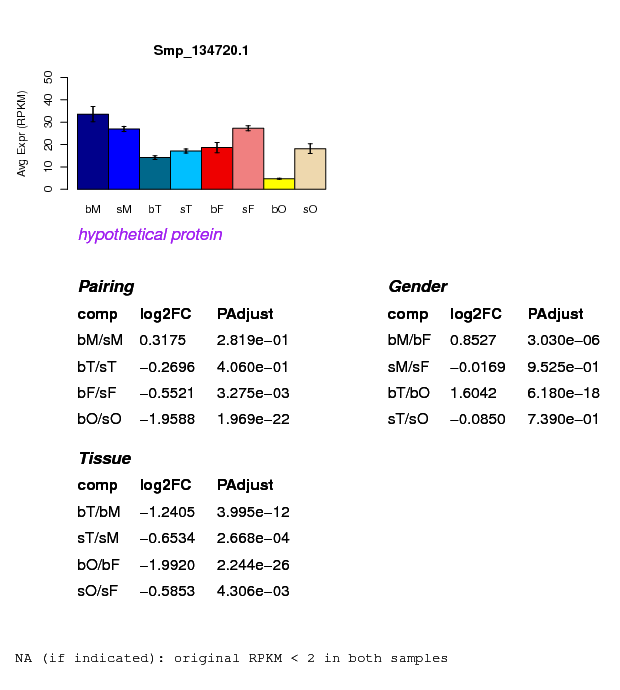 Smp_134720.1
Avg Expr (RPKM)
50
40
30
20
10
0
bM sM bT sT bF sF bO sO
hypothetical protein
Pairing
comp log2FC PAdjust
bM/sM 0.3175 2.819e−01
bT/sT −0.2696 4.060e−01
bF/sF −0.5521 3.275e−03
bO/sO −1.9588 1.969e−22
Gender
comp log2FC PAdjust
bM/bF 0.8527 3.030e−06
sM/sF −0.0169 9.525e−01
bT/bO 1.6042 6.180e−18
sT/sO −0.0850 7.390e−01
Tissue
comp log2FC PAdjust
bT/bM −1.2405 3.995e−12
sT/sM −0.6534 2.668e−04
bO/bF −1.9920 2.244e−26
sO/sF −0.5853 4.306e−03
NA (if indicated): original RPKM < 2 in both samples